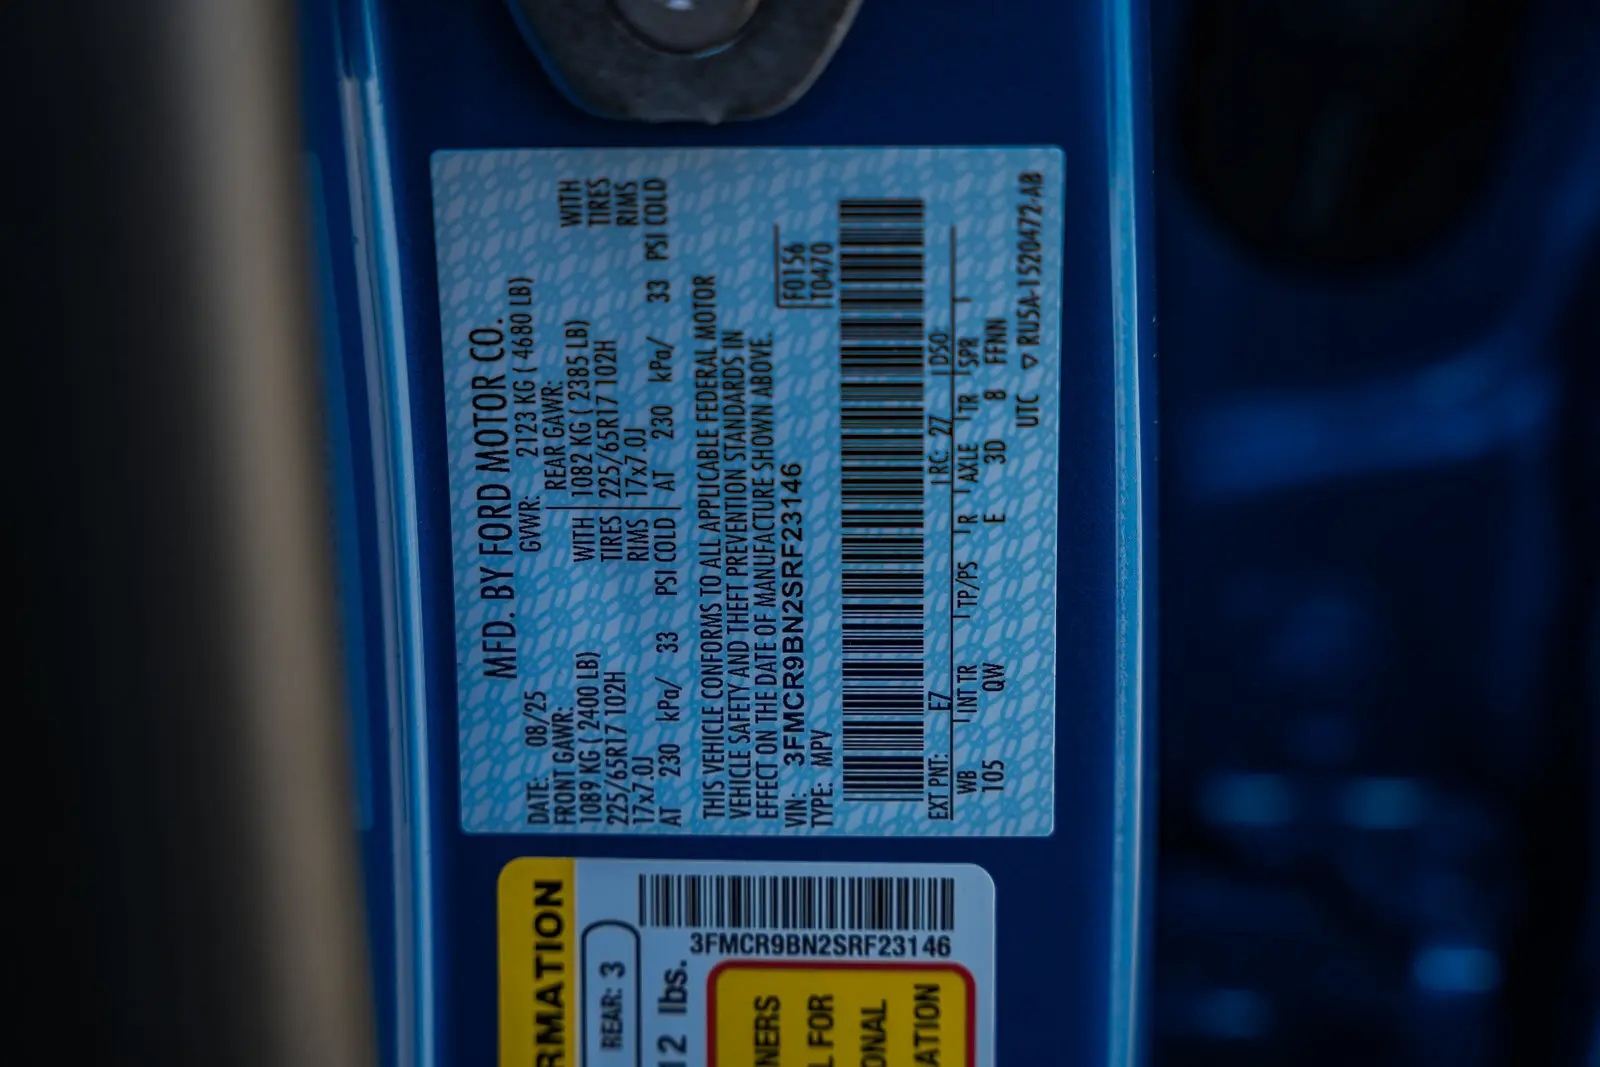 MFD. BY FORD MOTOR CO.
DATE: 08/25 GVWR: 2123 KG ( 4680 LB)
FRONT GAWR: REAR GAWR:
1089 KG ( 2400 LB) WITH 1082 KG ( 2385 LB) WITH
225/65R17 102H TIRES 225/65R17 102H TIRES
17x7.0J RIMS 17x7.0J RIMS
AT 230 kPa/ 33 PSI COLD AT 230 kPa/ 33 PSI COLD
THIS VEHICLE CONFORMS TO ALL APPLICABLE FEDERAL MOTOR
VEHICLE SAFETY AND THEFT PREVENTION STANDARDS IN
EFFECT ON THE DATE OF MANUFACTURE SHOWN ABOVE.
VIN: 3FMCR9BN2SRF23146 F0156
TYPE: MPV T0470
EXT PNT: EZ RC: 27 DSO:
WB INT TR TP/PS R AXLE TR SPR
105 QW E 3D 8 FFNN
UTC ▽ RUSA-1520472-AB
3FMCR9BN2SRF23146
RMATION
REAR: 3
12 lbs.
NERS
L FOR
ONAL
ATION